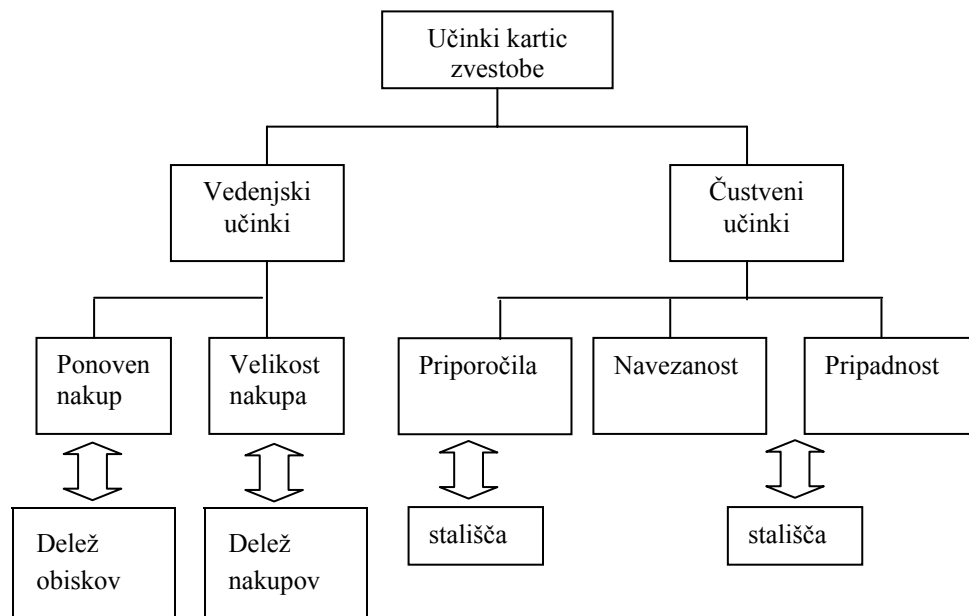 Učinki kartic
zvestobe
Vedenjski
učinki
Čustveni
učinki
Ponoven
nakup
Velikost
nakupa
Priporočila
Navezanost
Pripadnost
Delež
obiskov
Delež
nakupov
stališča
stališča